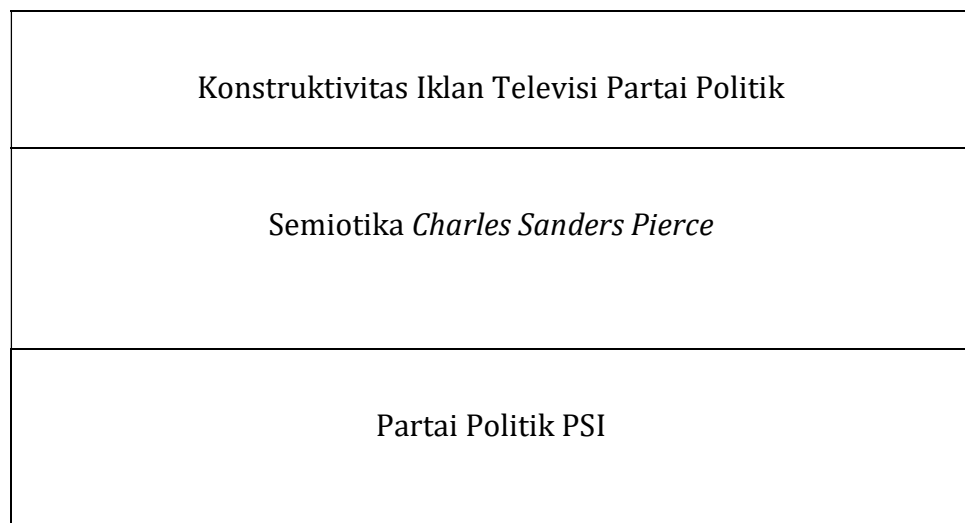 Konstruktivitas Iklan Televisi Partai Politik
Semiotika Charles Sanders Pierce
Partai Politik PSI